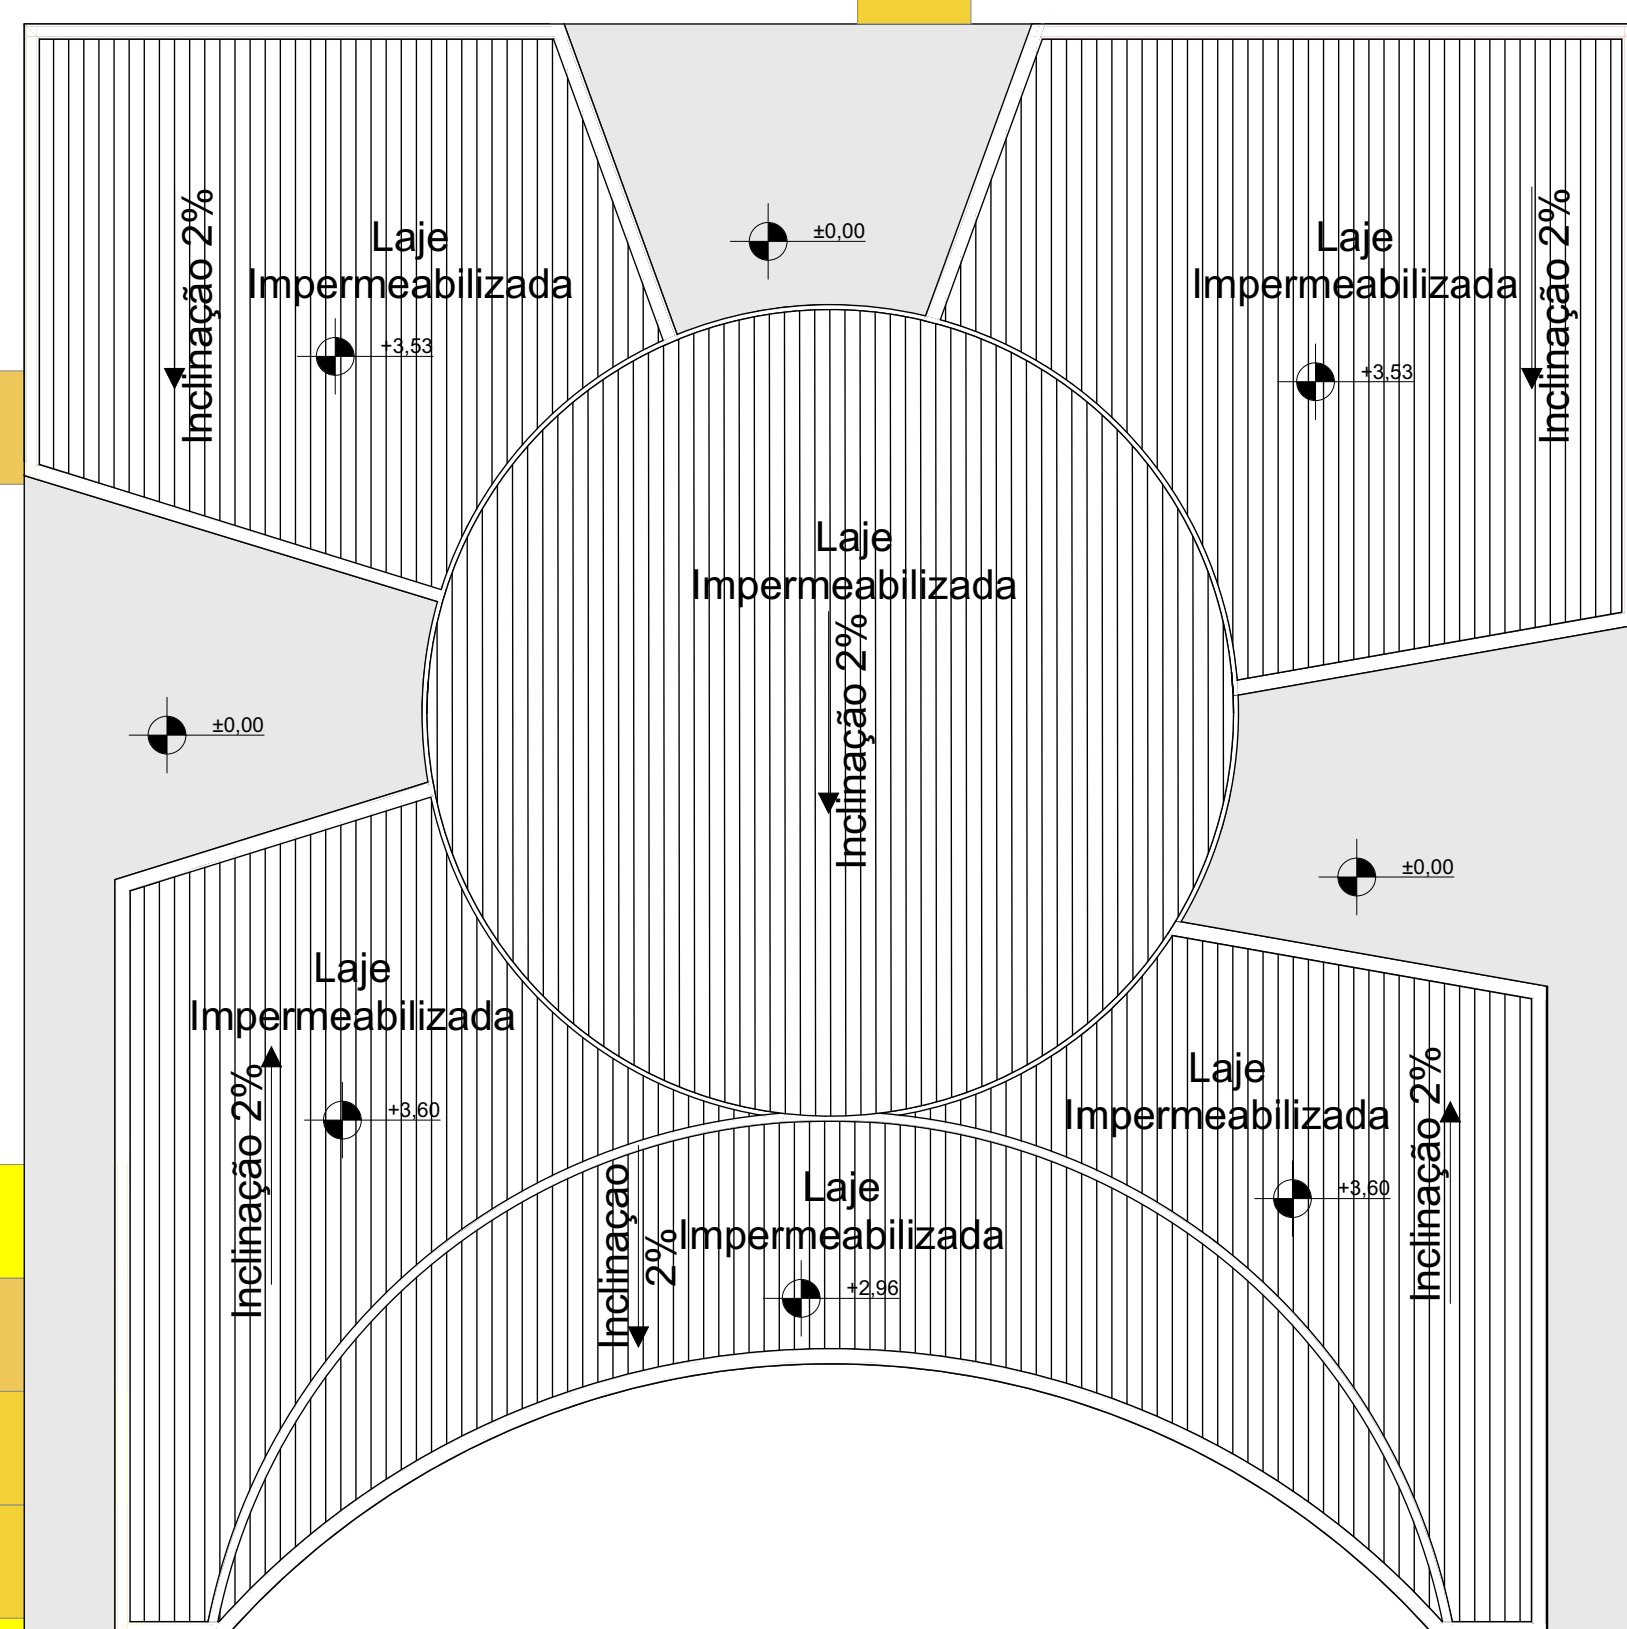 ±0,00
Inclinação 2%
Laje
Impermeabilizada
+3,53
Laje
Impermeabilizada
+3,53
Inclinação 2%
Laje
Impermeabilizada
Inclinação 2%
±0,00
±0,00
Laje
Impermeabilizada
Inclinação 2%
+3,60
Laje
Impermeabilizada
+3,60
Inclinação 2%
Inclinaçao
2%
Laje
Impermeabilizada
+2,96